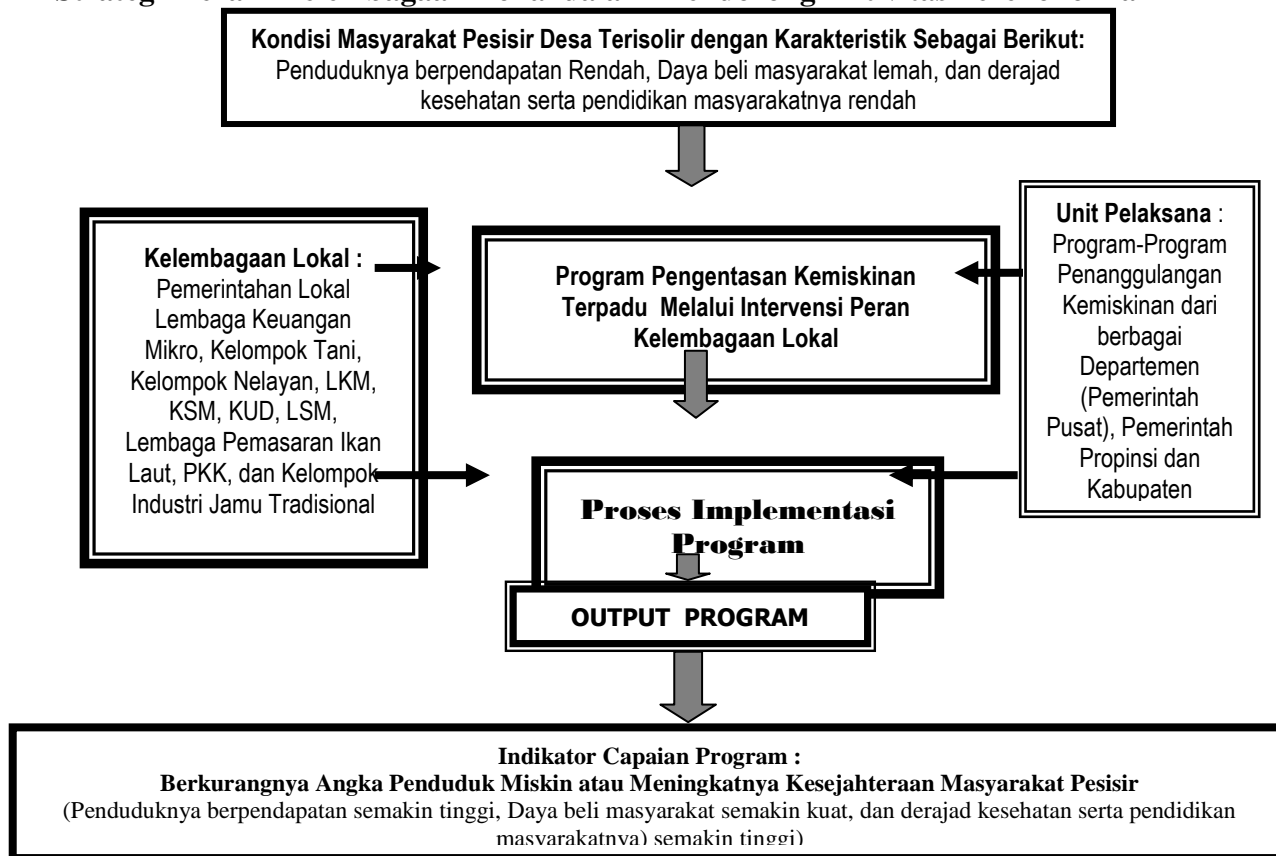 Kondisi Masyarakat Pesisir Desa Terisolir dengan Karakteristik Sebagai Berikut:
Penduduknya berpendapatan Rendah, Daya beli masyarakat lemah, dan derajad
kesehatan serta pendidikan masyarakatnya rendah
Kelembagaan Lokal :
Pemerintahan Lokal
Lembaga Keuangan
Mikro, Kelompok Tani,
Kelompok Nelayan, LKM,
KSM, KUD, LSM,
Lembaga Pemasaran Ikan
Laut, PKK, dan Kelompok
Industri Jamu Tradisional
Program Pengentasan Kemiskinan
Terpadu Melalui Intervensi Peran
Kelembagaan Lokal
Unit Pelaksana :
Program-Program
Penanggulangan
Kemiskinan dari
berbagai
Departemen
(Pemerintah
Pusat), Pemerintah
Propinsi dan
Kabupaten
Proses Implementasi
Program
OUTPUT PROGRAM
Indikator Capaian Program :
Berkurangnya Angka Penduduk Miskin atau Meningkatnya Kesejahteraan Masyarakat Pesisir
(Penduduknya berpendapatan semakin tinggi, Daya beli masyarakat semakin kuat, dan derajad kesehatan serta pendidikan
masyarakatnya) semakin tinggi)